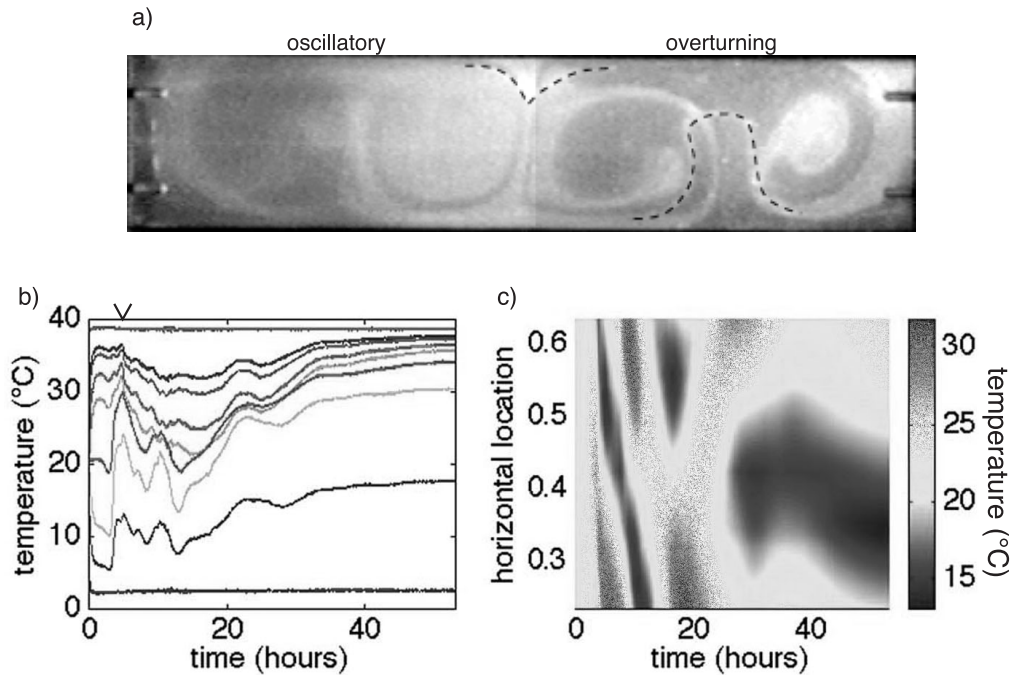 a)
oscillatory
overturning
b)
40
30
20
10
0
temperature (°C)
0
20
40
time (hours)
c)
0.6
0.5
0.4
0.3
horizontal location
0
20
40
time (hours)
30
25
20
15
temperature (°C)